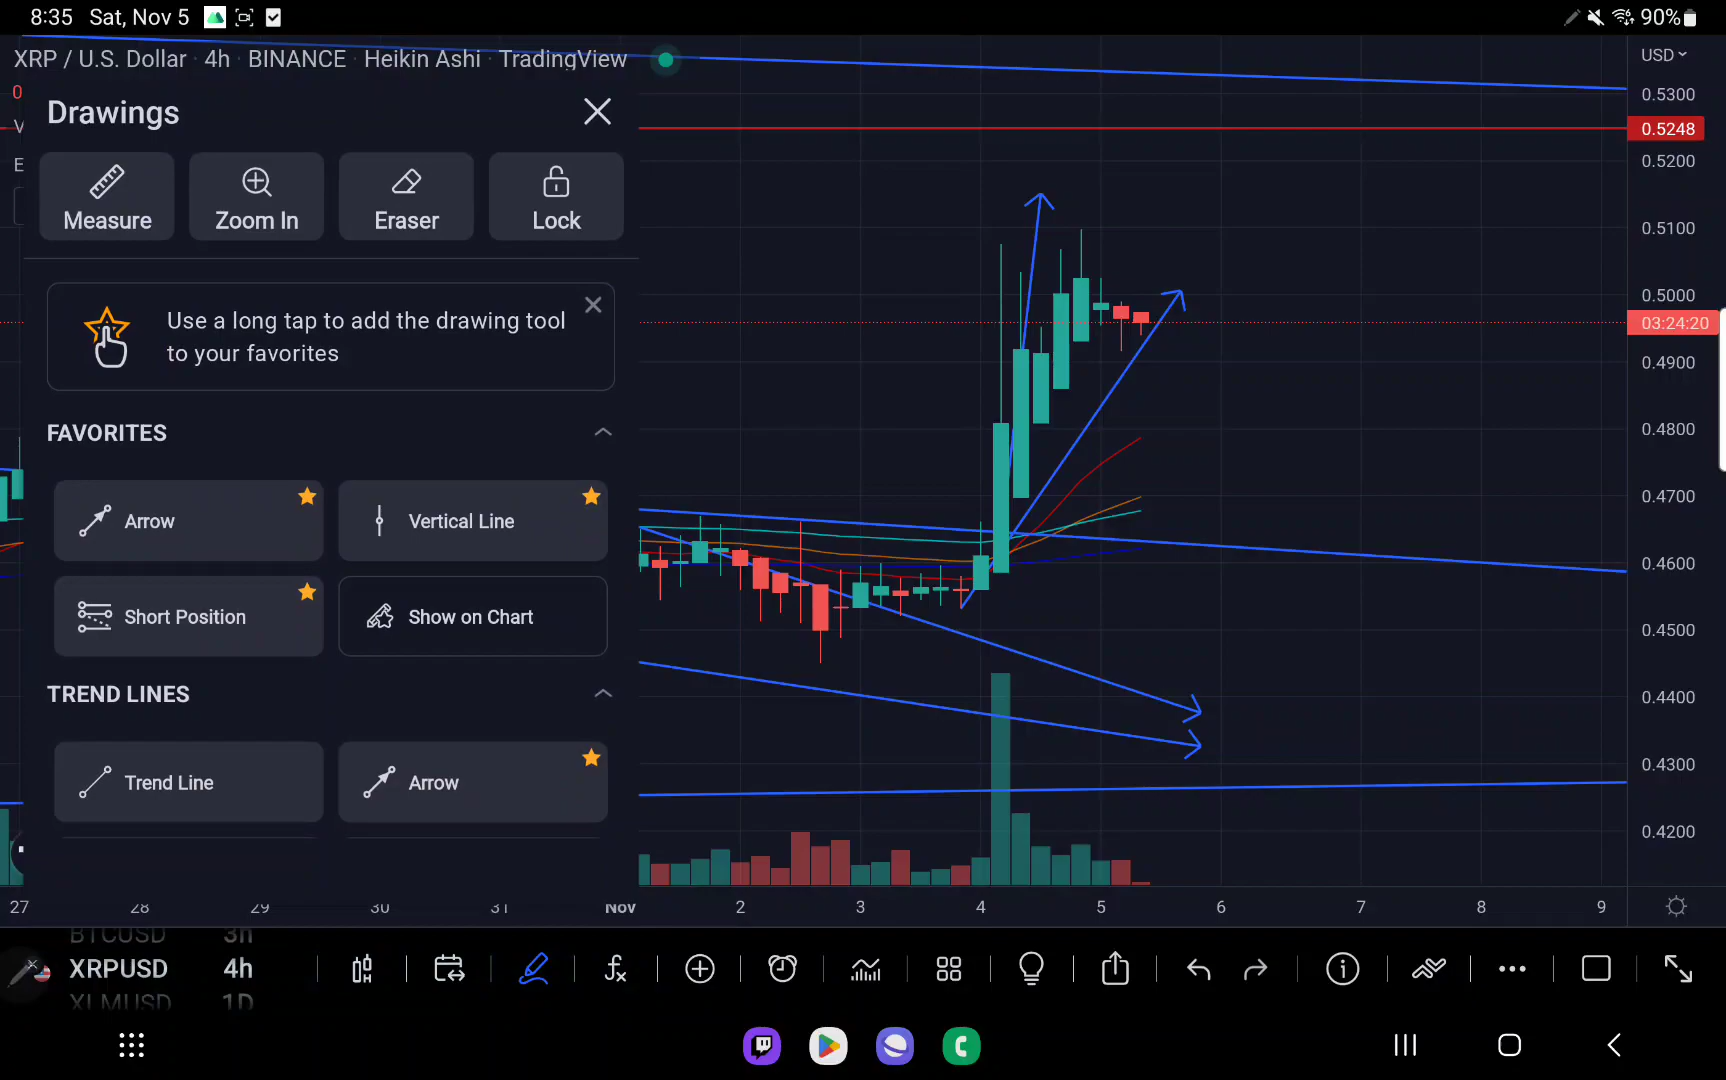 8:35 Sat, Nov 5
90%
XRP / U.S. Dollar · 4h · BINANCE · Heikin Ashi · TradingView
USD
0
V
E
Drawings
Measure
Zoom In
Eraser
Lock
Use a long tap to add the drawing tool
to your favorites
FAVORITES
Arrow
Vertical Line
Short Position
Show on Chart
TREND LINES
Trend Line
Arrow
0.5300
0.5248
0.5200
0.5100
0.5000
03:24:20
0.4900
0.4800
0.4700
0.4600
0.4500
0.4400
0.4300
0.4200
27 28 29 30 31 Nov 2 3 4 5 6 7 8 9
BTCUSD 3h
XRPUSD 4h
XLMUSD 1D